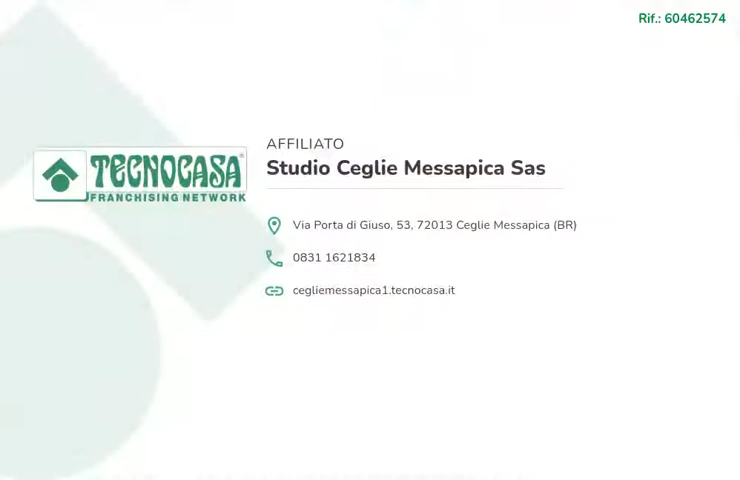 Rif.: 60462574
AFFILIATO
Studio Ceglie Messapica Sas
TECNOCASA®
FRANCHISING NETWORK
Via Porta di Giuso, 53, 72013 Ceglie Messapica (BR)
0831 1621834
cegliemessapica1.tecnocasa.it